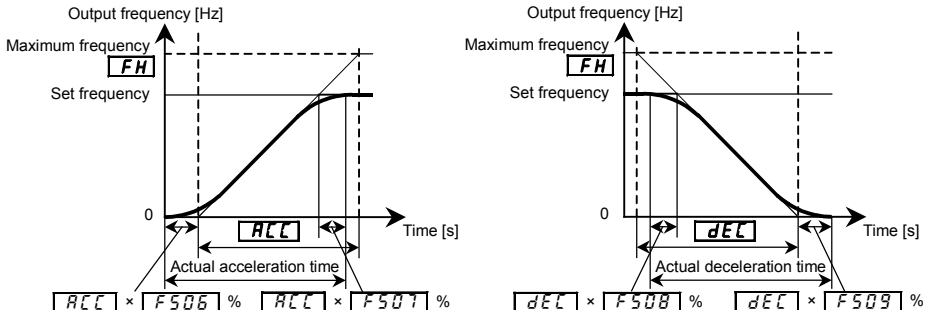 Output frequency [Hz]
Maximum frequency
FH
Set frequency
0
ACC
Time [s]
Actual acceleration time
ACC × F506 % ACC × F507 %
Output frequency [Hz]
Maximum frequency
FH
Set frequency
0
dEC
Time [s]
Actual deceleration time
dEC × F508 % dEC × F509 %